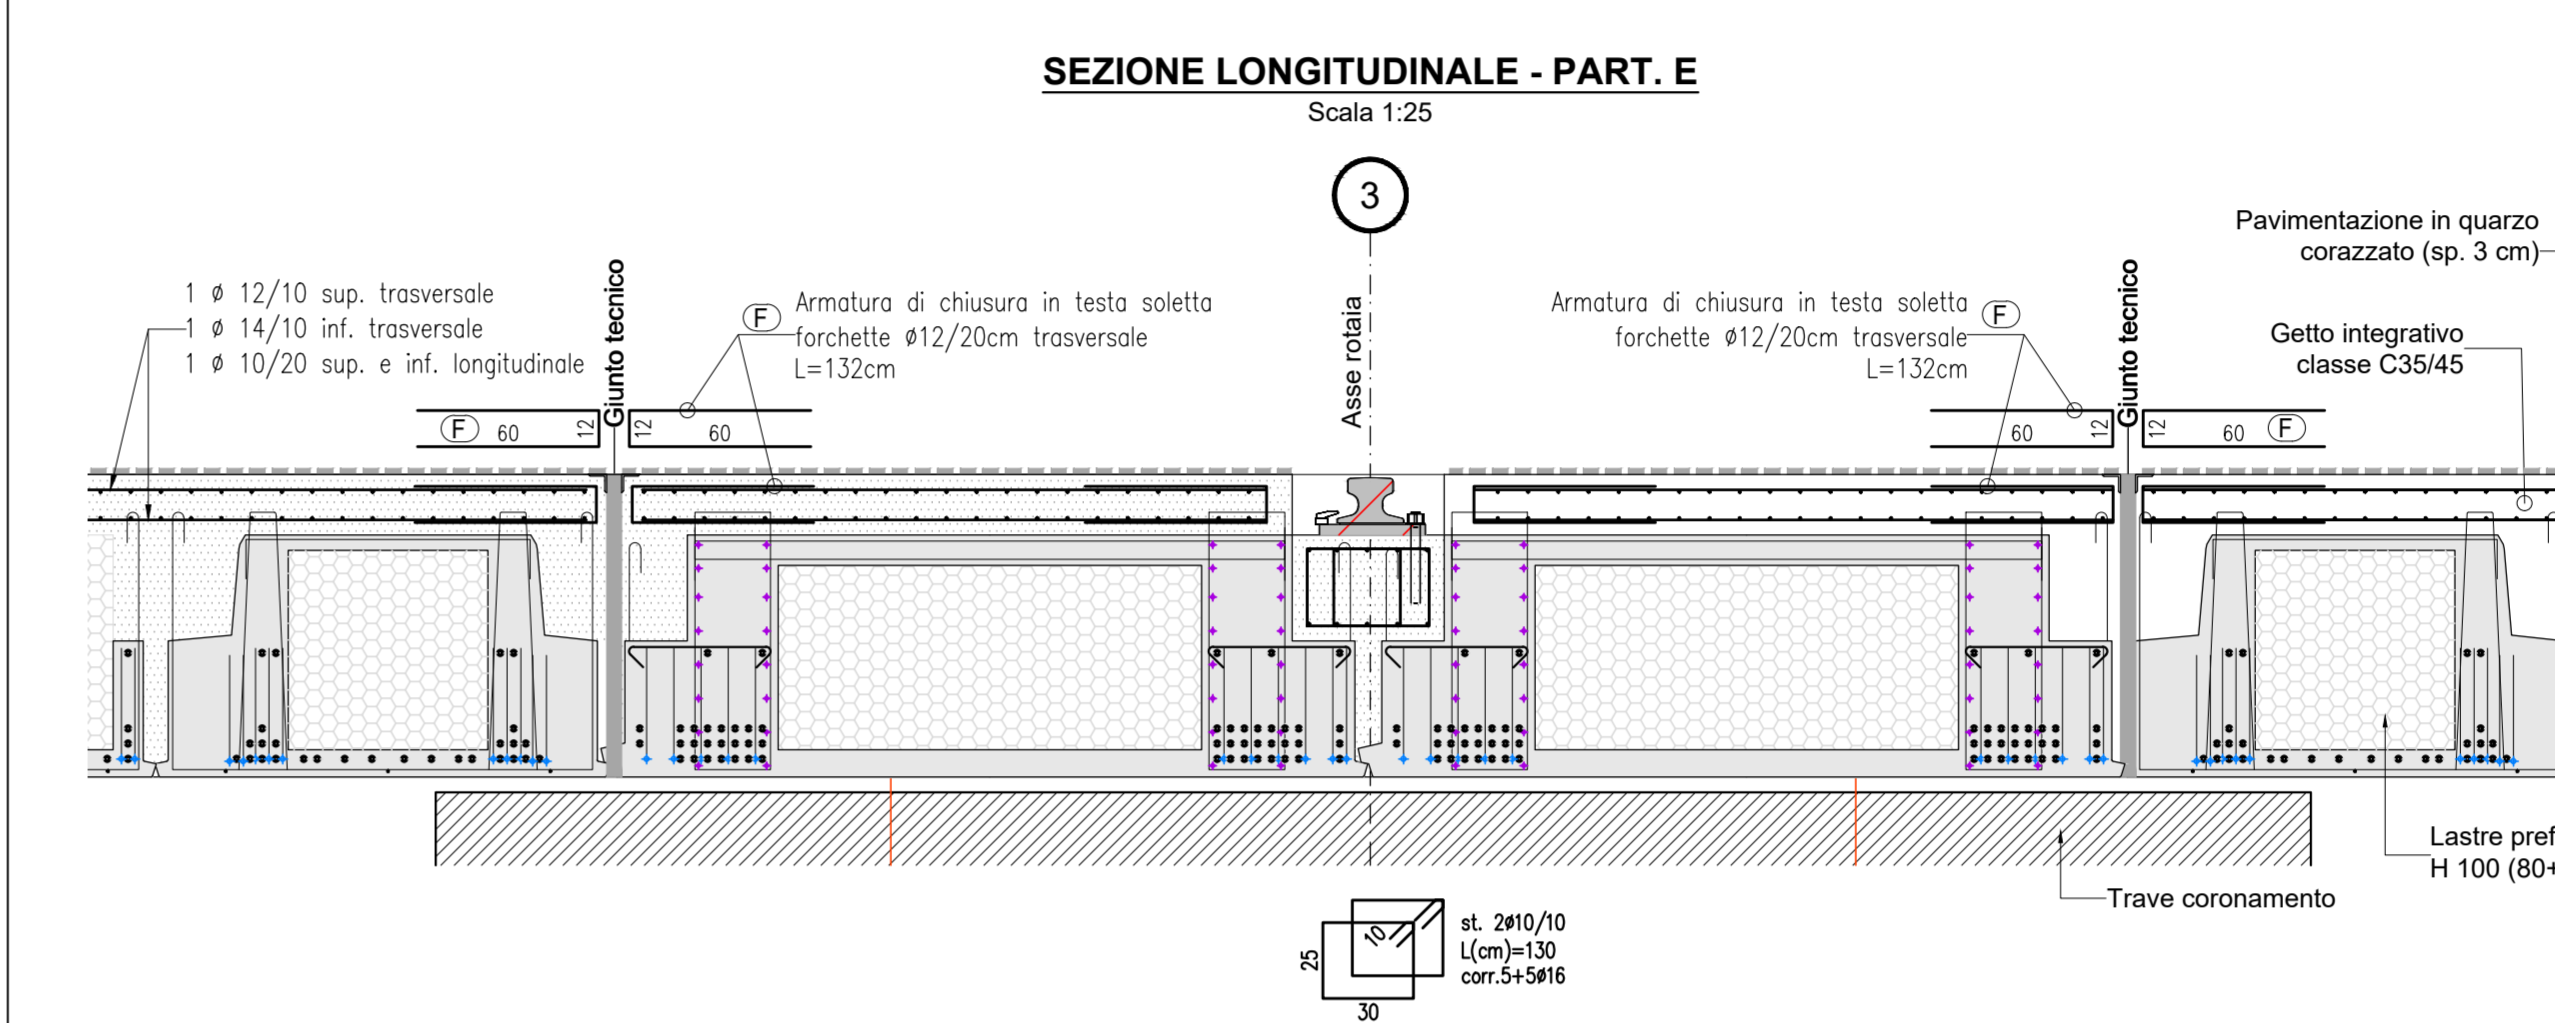 SEZIONE LONGITUDINALE - PART. E
Scala 1:25
3
Pavimentazione in quarzo
corazzato (sp. 3 cm)
Getto integrativo
classe C35/45
1 ø 12/10 sup. trasversale
1 ø 14/10 inf. trasversale
1 ø 10/20 sup. e inf. longitudinale
Giunto tecnico
F
Armatura di chiusura in testa soletta
forchette ø12/20cm trasversale
L=132cm
Asse rotaia
Armatura di chiusura in testa soletta
forchette ø12/20cm trasversale
L=132cm
F
Giunto tecnico
F 60 12
12 60
60 12
12 60 F
Lastre pref
H 100 (80+
Trave coronamento
10
25
30
st. 2ø10/10
L(cm)=130
corr.5+5ø16